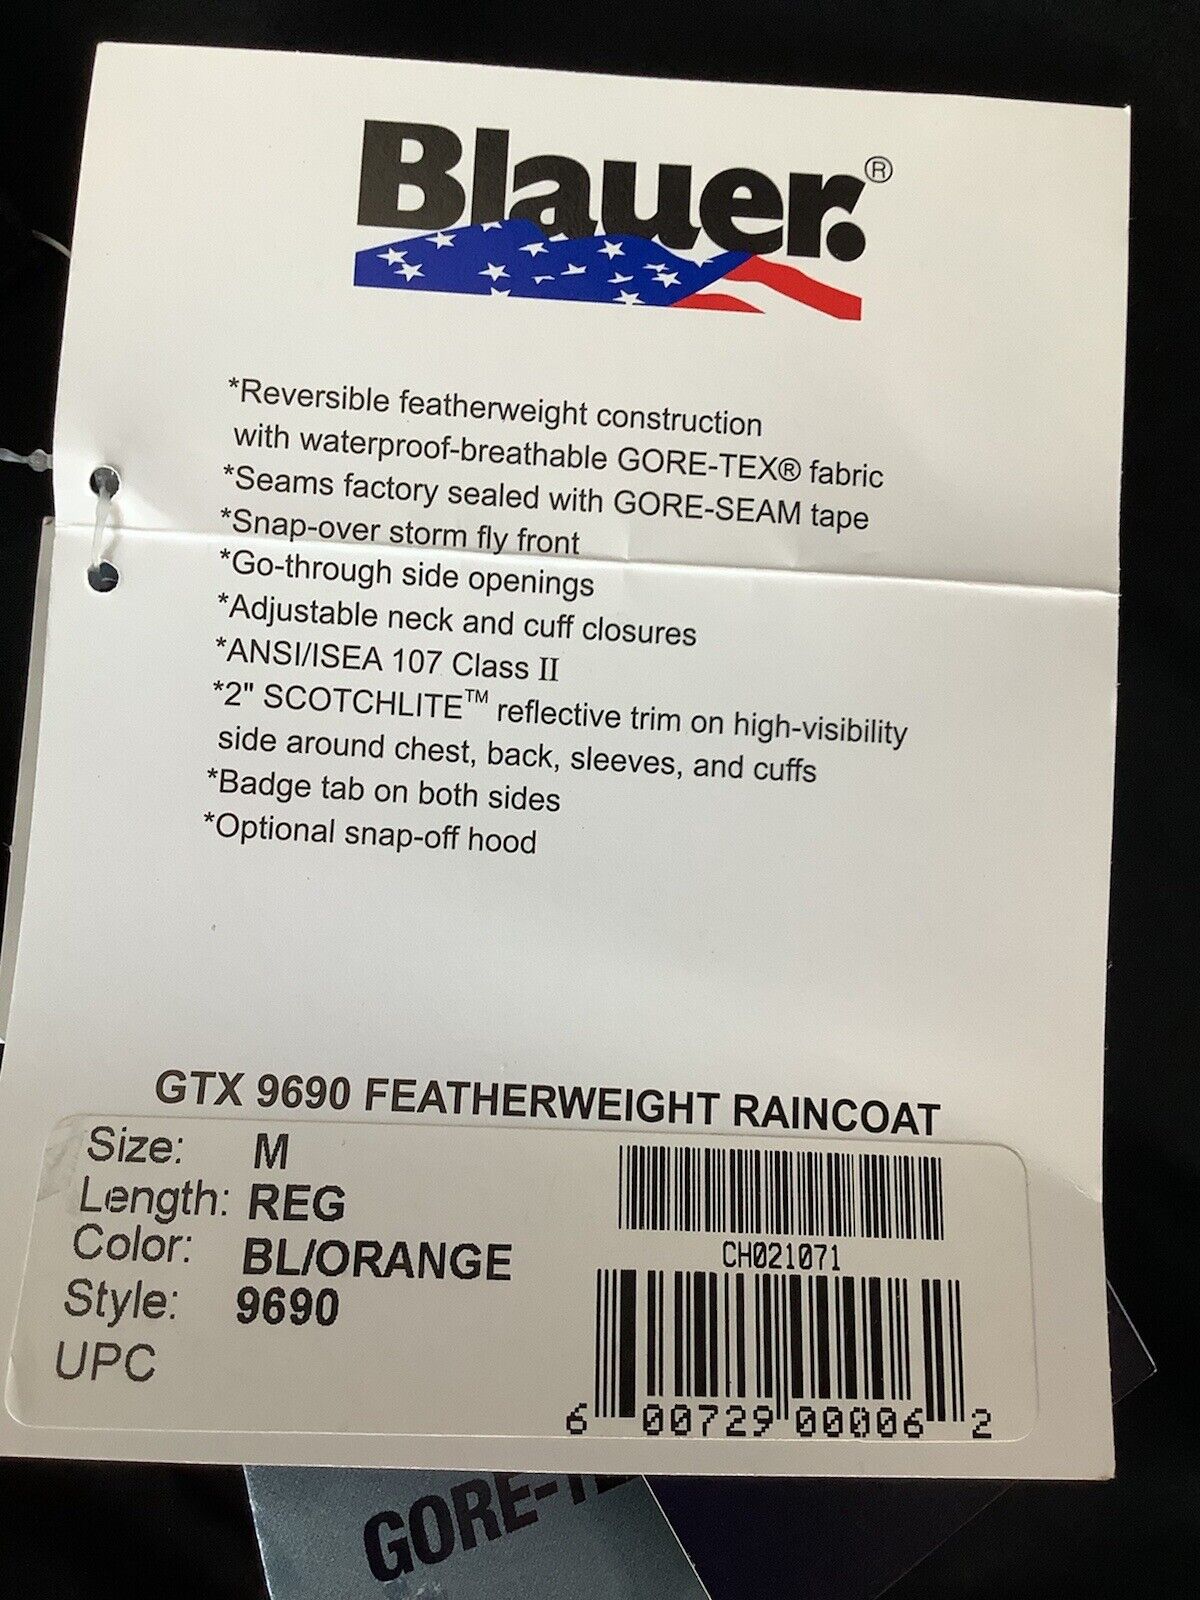 Blauer.®
*Reversible featherweight construction
with waterproof-breathable GORE-TEX® fabric
*Seams factory sealed with GORE-SEAM tape
*Snap-over storm fly front
*Go-through side openings
*Adjustable neck and cuff closures
*ANSI/ISEA 107 Class II
*2" SCOTCHLITE™ reflective trim on high-visibility
side around chest, back, sleeves, and cuffs
*Badge tab on both sides
*Optional snap-off hood
GTX 9690 FEATHERWEIGHT RAINCOAT
Size: M
Length: REG
Color: BL/ORANGE
Style: 9690
UPC
CH021071
6 00729 00006 2
GORE-TE